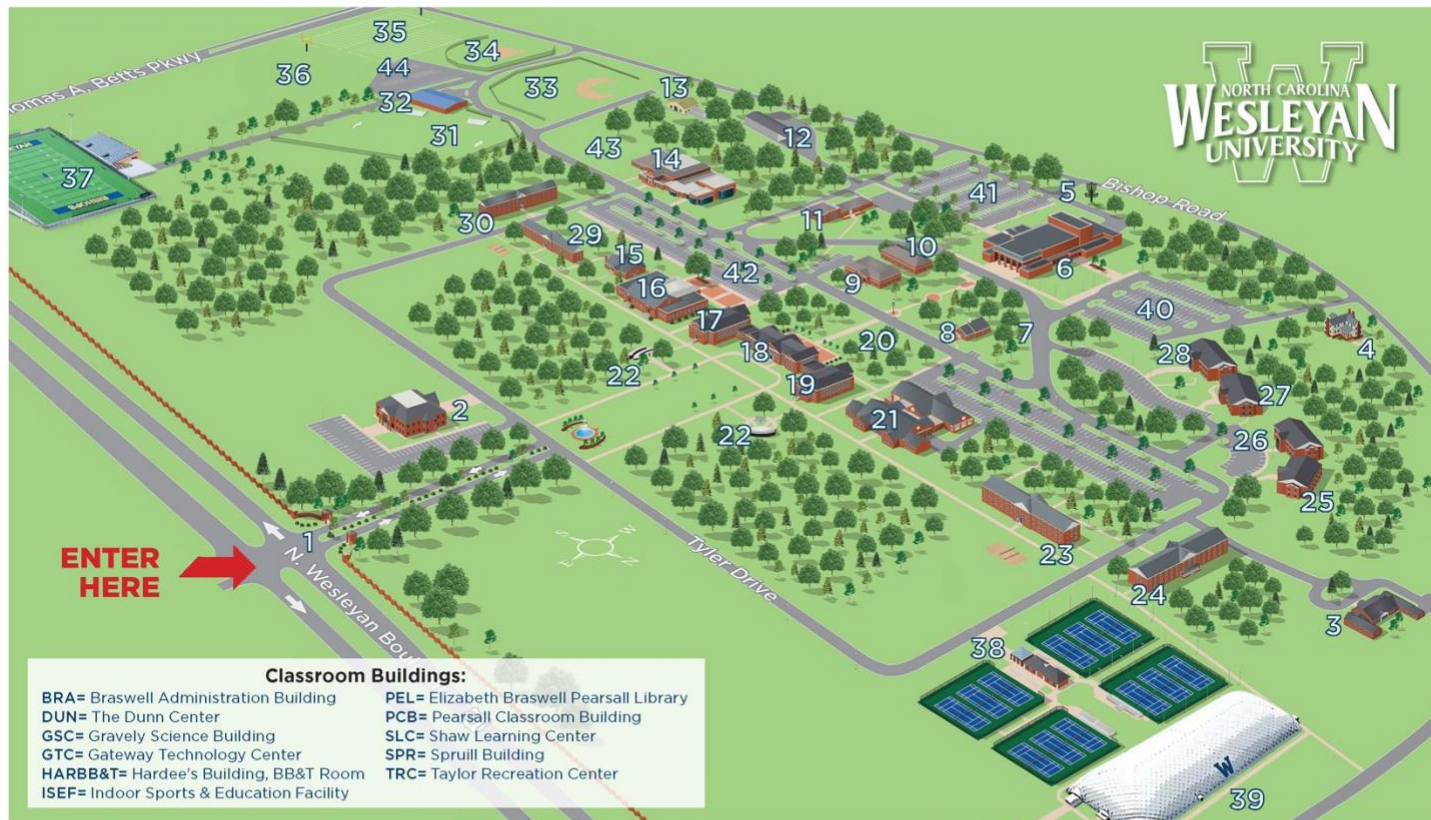 homas A. Betts Pkwy
35
34
36
44
33
32
13
31
12
43
14
37
30
29
15
16
42
11
41
5
Bishop Road
10
6
9
17
18
19
20
8
7
40
4
28
27
26
25
22
22
21
2
1
23
24
3
38
39
W
NORTH CAROLINA
WESLEYAN
UNIVERSITY
ENTER
HERE
N. Wesleyan Boul
Tyler Drive
S
W
E
N
W
BISHOPS
Classroom Buildings:
BRA= Braswell Administration Building
DUN= The Dunn Center
GSC= Gravely Science Building
GTC= Gateway Technology Center
HARBB&T= Hardee's Building, BB&T Room
ISEF= Indoor Sports & Education Facility
PEL= Elizabeth Braswell Pearsall Library
PCB= Pearsall Classroom Building
SLC= Shaw Learning Center
SPR= Spruill Building
TRC= Taylor Recreation Center